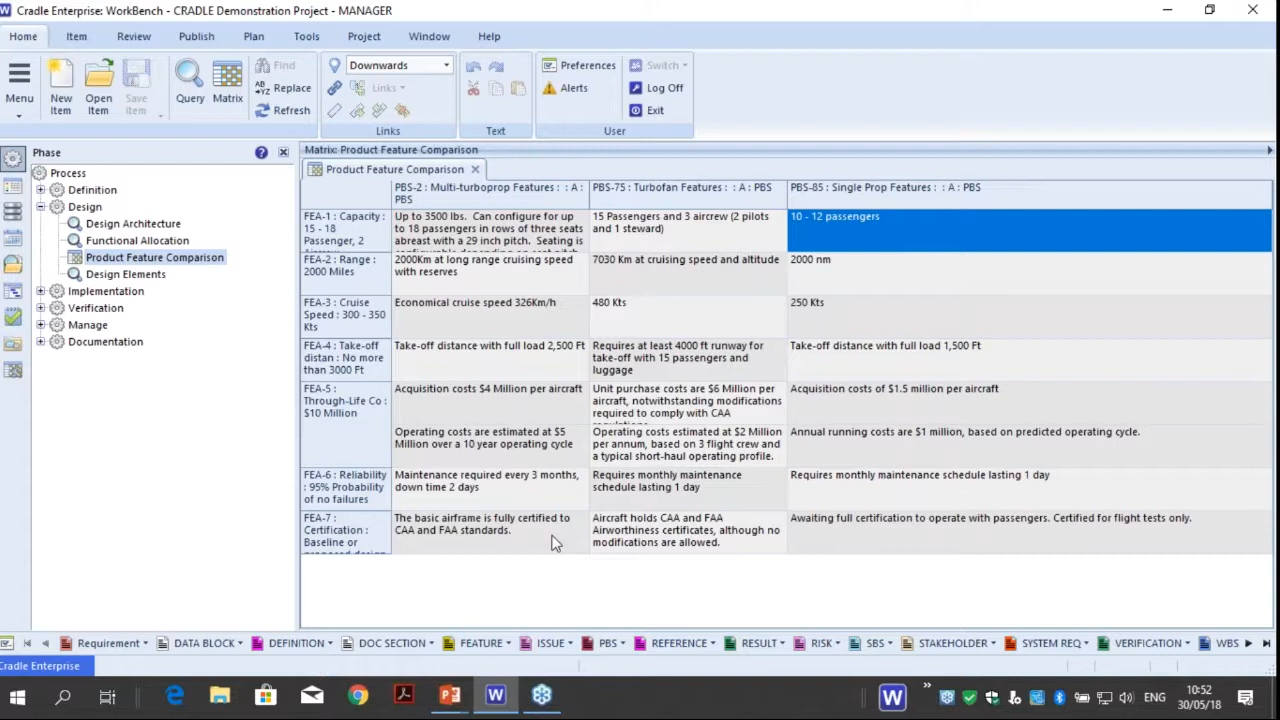 Cradle Enterprise: WorkBench - CRADLE Demonstration Project - MANAGER
Home Item Review Publish Plan Tools Project Window Help
Menu
New Item
Open Item
Save Item
Query
Matrix
Find
Replace
Refresh
Downwards
Links
Links
Text
Preferences
Alerts
Switch
Log Off
Exit
User
Phase
Process
Definition
Design
Design Architecture
Functional Allocation
Product Feature Comparison
Design Elements
Implementation
Verification
Manage
Documentation
Matrix: Product Feature Comparison
Product Feature Comparison
PBS-2 : Multi-turboprop Features : : A :
PBS
PBS-75 : Turbofan Features : : A : PBS
PBS-85 : Single Prop Features : : A : PBS
FEA-1 : Capacity :
15 - 18
Passenger, 2
Up to 3500 lbs. Can configure for up
to 18 passengers in rows of three seats
abreast with a 29 inch pitch. Seating is
15 Passengers and 3 aircrew (2 pilots
and 1 steward)
10 - 12 passengers
FEA-2 : Range :
2000 Miles
2000Km at long range cruising speed
with reserves
7030 Km at cruising speed and altitude
2000 nm
FEA-3 : Cruise
Speed : 300 - 350
Kts
Economical cruise speed 326Km/h
480 Kts
250 Kts
FEA-4 : Take-off
distan : No more
than 3000 Ft
Take-off distance with full load 2,500 Ft
Requires at least 4000 ft runway for
take-off with 15 passengers and
luggage
Take-off distance with full load 1,500 Ft
FEA-5 :
Through-Life Co :
$10 Million
Acquisition costs $4 Million per aircraft
Unit purchase costs are $6 Million per
aircraft, notwithstanding modifications
required to comply with CAA
Acquisition costs of $1.5 million per aircraft
Operating costs are estimated at $5
Million over a 10 year operating cycle
Operating costs estimated at $2 Million
per annum, based on 3 flight crew and
a typical short-haul operating profile.
Annual running costs are $1 million, based on predicted operating cycle.
FEA-6 : Reliability
: 95% Probability
of no failures
Maintenance required every 3 months,
down time 2 days
Requires monthly maintenance
schedule lasting 1 day
Requires monthly maintenance schedule lasting 1 day
FEA-7 :
Certification :
Baseline or
The basic airframe is fully certified to
CAA and FAA standards.
Aircraft holds CAA and FAA
Airworthiness certificates, although no
modifications are allowed.
Awaiting full certification to operate with passengers. Certified for flight tests only.
Requirement DATA BLOCK DEFINITION DOC SECTION FEATURE ISSUE PBS REFERENCE RESULT RISK SBS STAKEHOLDER SYSTEM REQ VERIFICATION WBS
Cradle Enterprise
ENG
10:52
30/05/18